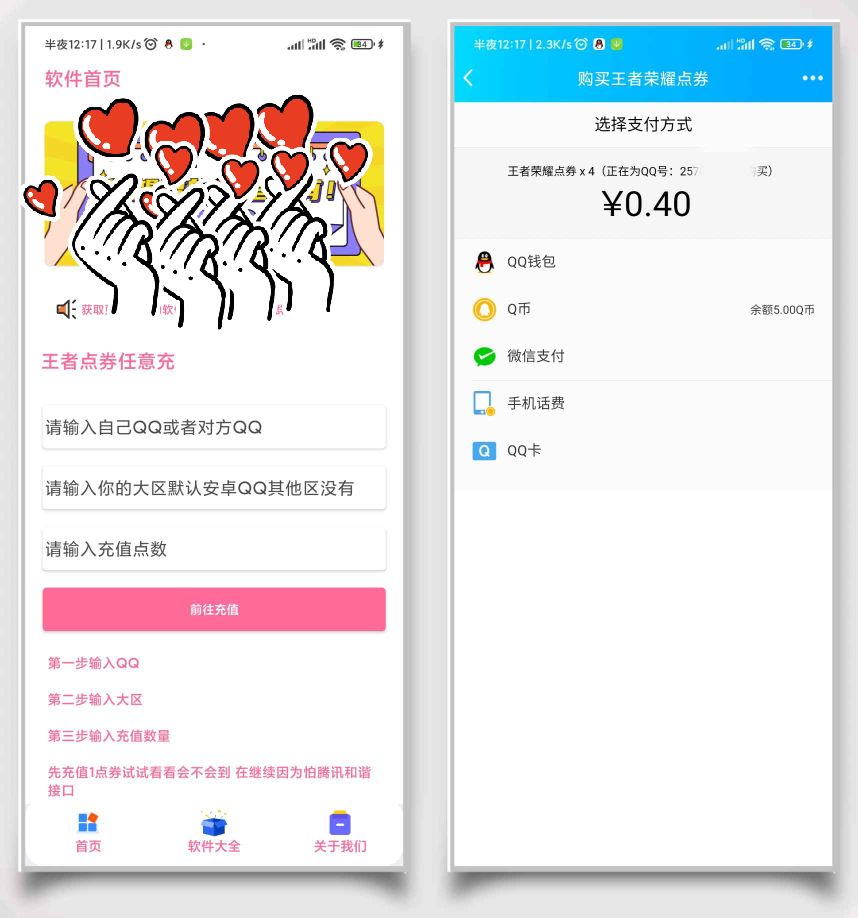 半夜12:17 | 1.9K/s
HD
84
软件首页
获取!
王者点券任意充
请输入自己QQ或者对方QQ
请输入你的大区默认安卓QQ其他区没有
请输入充值点数
前往充值
第一步输入QQ
第二步输入大区
第三步输入充值数量
先充值1点券试试看看会不会到 在继续因为怕腾讯和谐
接口
首页
软件大全
关于我们
半夜12:17 | 2.3K/s
HD
34
购买王者荣耀点券
选择支付方式
王者荣耀点券 x 4（正在为QQ号：257 买）
¥0.40
QQ钱包
Q币
余额5.00Q币
微信支付
手机话费
Q
QQ卡